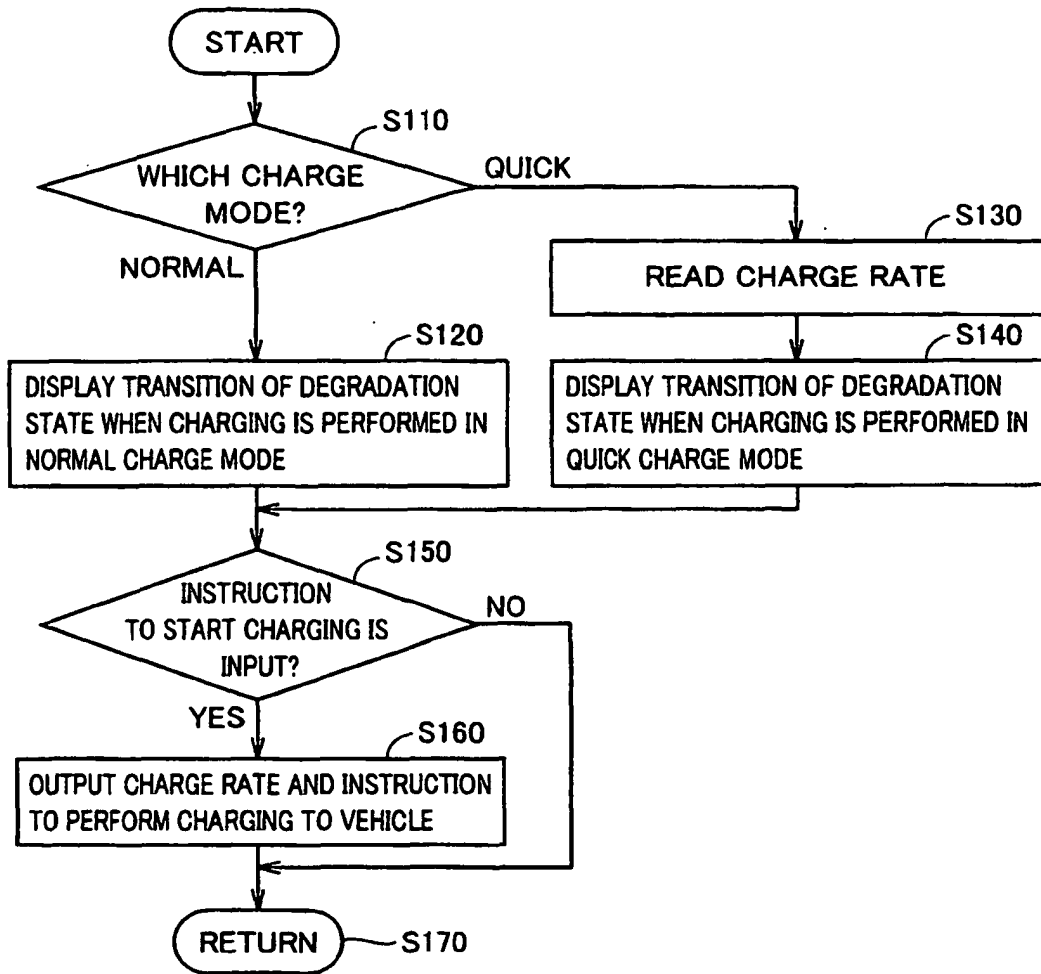 START
S110
WHICH CHARGE
MODE?
QUICK
NORMAL
S130
READ CHARGE RATE
S120
DISPLAY TRANSITION OF DEGRADATION
STATE WHEN CHARGING IS PERFORMED IN
NORMAL CHARGE MODE
S140
DISPLAY TRANSITION OF DEGRADATION
STATE WHEN CHARGING IS PERFORMED IN
QUICK CHARGE MODE
S150
INSTRUCTION
TO START CHARGING IS
INPUT?
NO
YES
S160
OUTPUT CHARGE RATE AND INSTRUCTION
TO PERFORM CHARGING TO VEHICLE
RETURN
S170